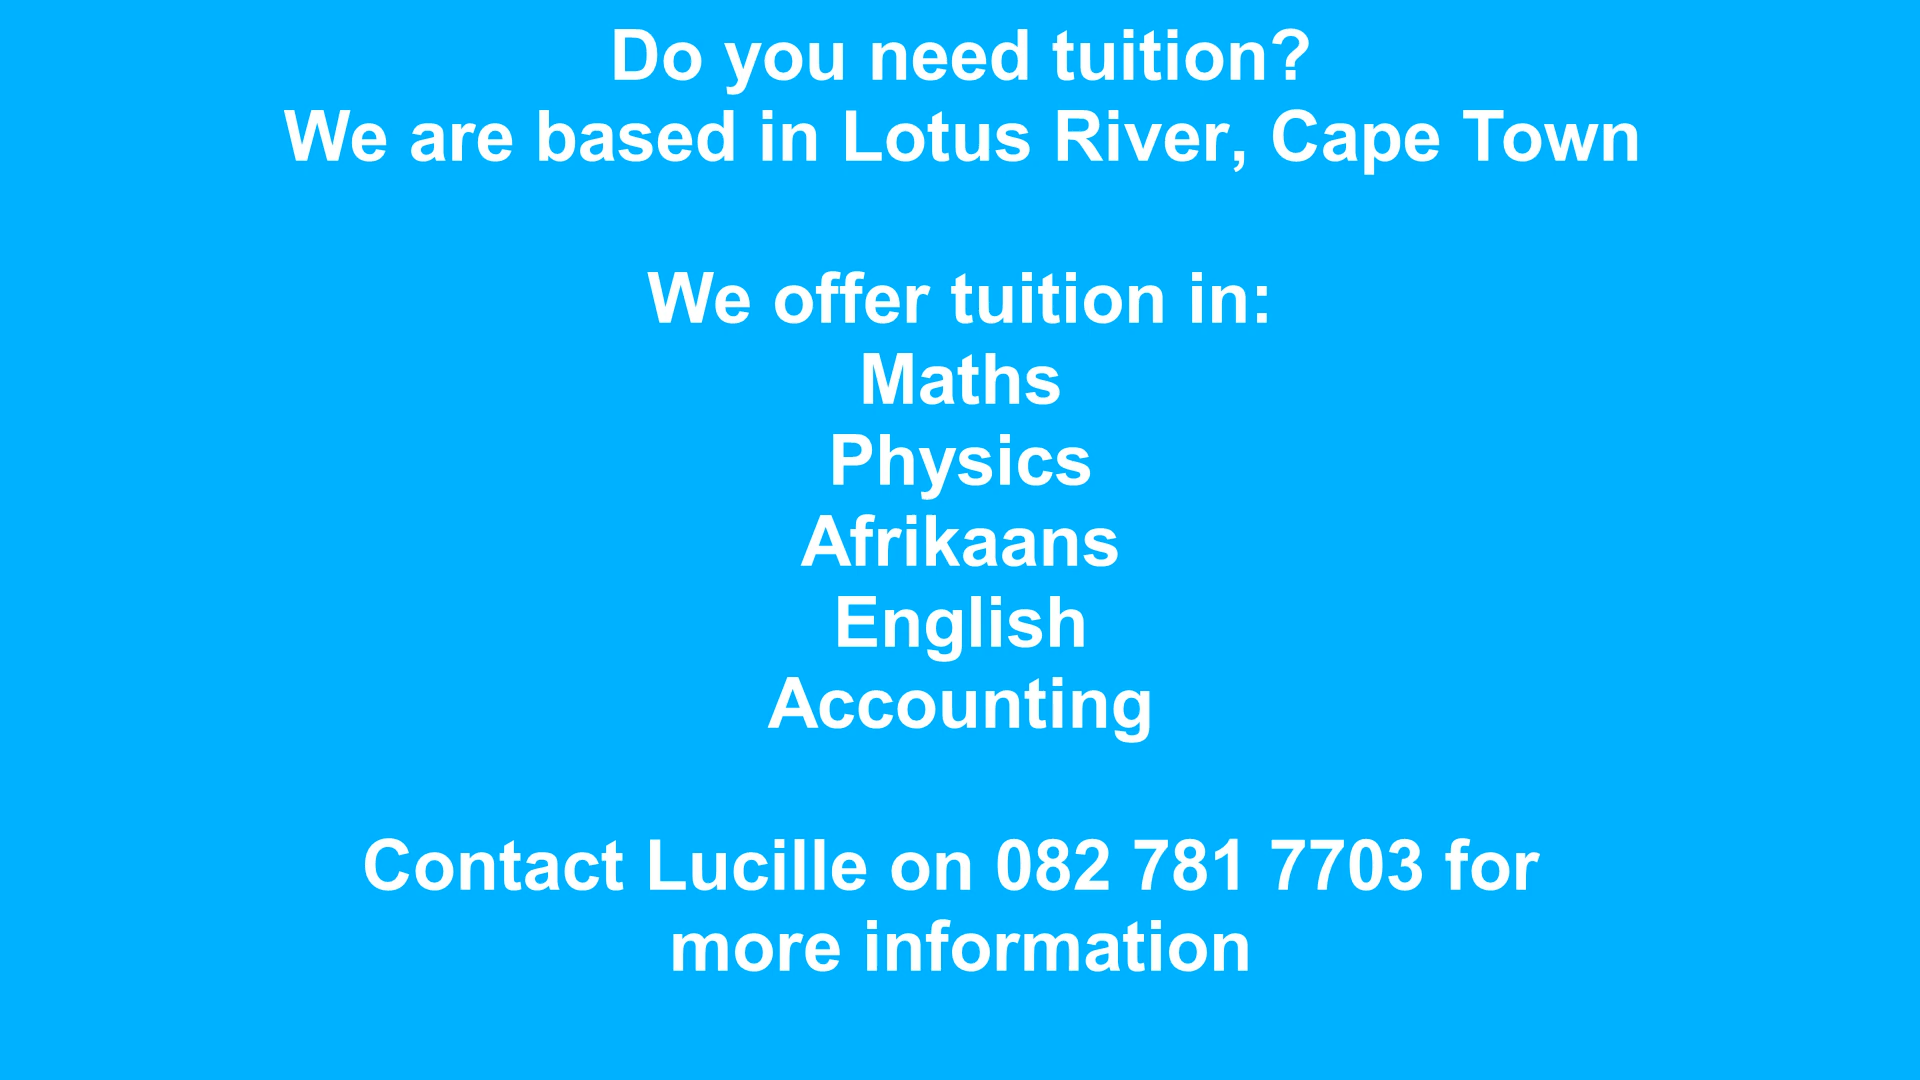 Do you need tuition?
We are based in Lotus River, Cape Town
We offer tuition in:
Maths
Physics
Afrikaans
English
Accounting
Contact Lucille on 082 781 7703 for
more information